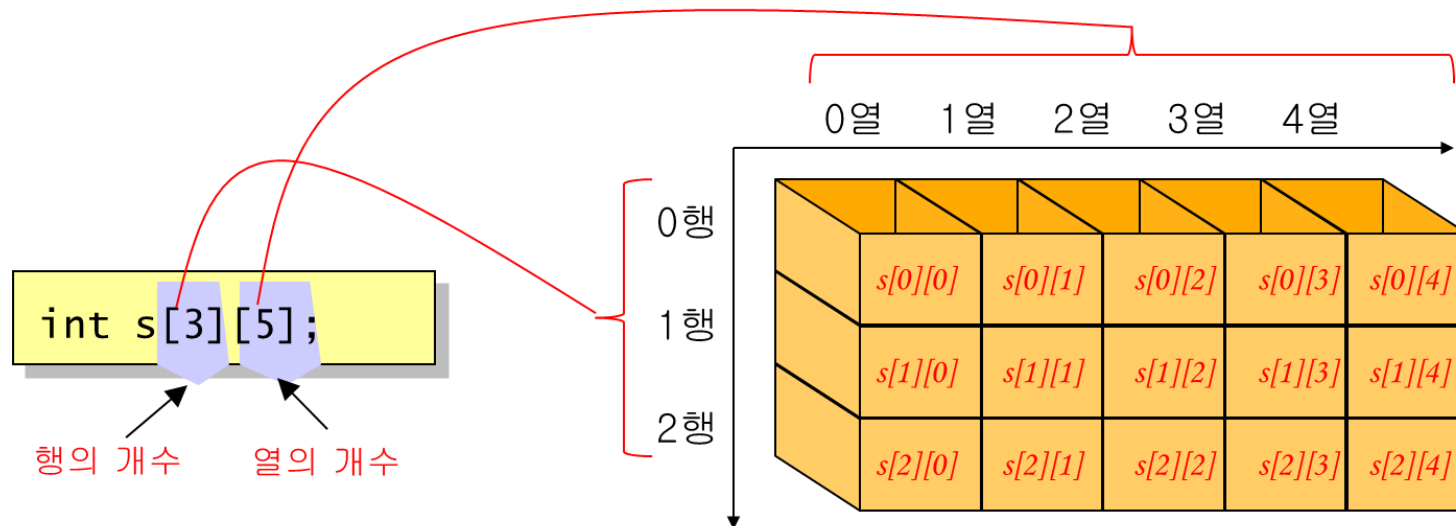 0열 1열 2열 3열 4열
0행
1행
2행
int s[3][5];
행의 개수
열의 개수
s[0][0] s[0][1] s[0][2] s[0][3] s[0][4]
s[1][0] s[1][1] s[1][2] s[1][3] s[1][4]
s[2][0] s[2][1] s[2][2] s[2][3] s[2][4]